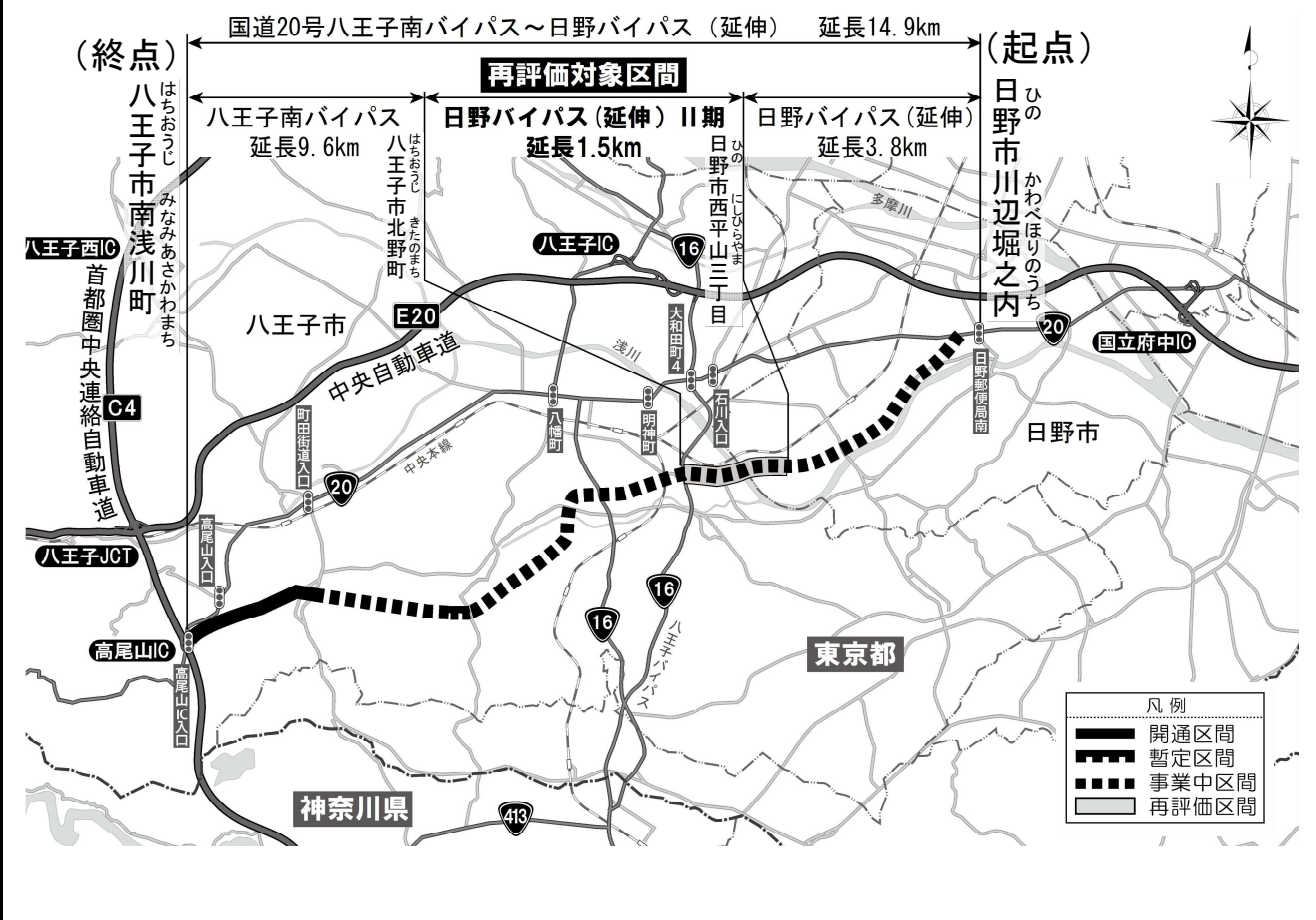 国道20号八王子南バイパス～日野バイパス（延伸）　延長14.9km
（終点）
（起点）
再評価対象区間
八王子南バイパス
延長9.6km
日野バイパス（延伸）Ⅱ期
延長1.5km
日野バイパス（延伸）
延長3.8km
八王子市南浅川町
はちおうじ みなみあさかわまち
八王子市北野町
はちおうじ きたのまち
日野市西平山三丁目
ひの にしひらやま
日野市川辺堀之内
ひの かわべほりのうち
多摩川
八王子西IC
八王子IC
16
首都圏中央連絡自動車道
八王子市
E20
中央自動車道
大和田町4
浅川
20
国立府中IC
C4
町田街道入口
八幡町
明神町
石川入口
日野郵便局南
日野市
中央本線
20
高尾山入口
八王子JCT
16
16
高尾山IC
高尾山IC入口
八王子バイパス
東京都
神奈川県
413
凡例
開通区間
暫定区間
事業中区間
再評価区間